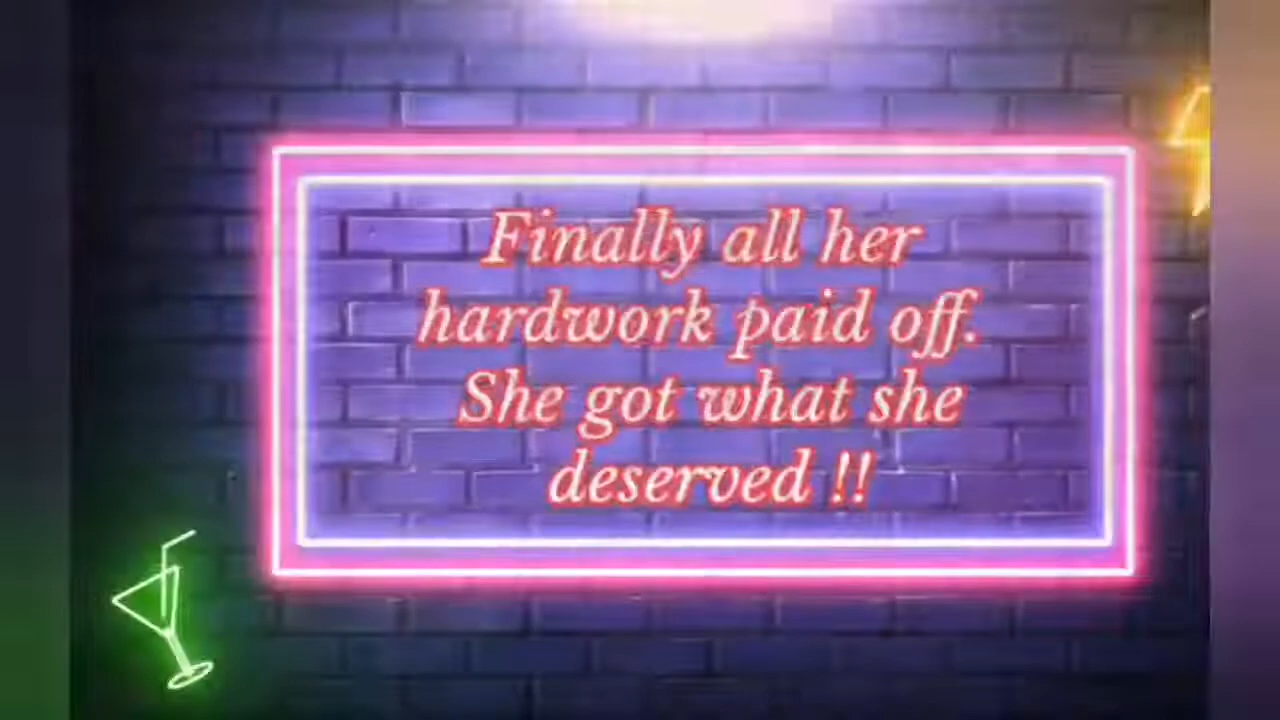 Finally all her
hardwork paid off.
She got what she
deserved !!